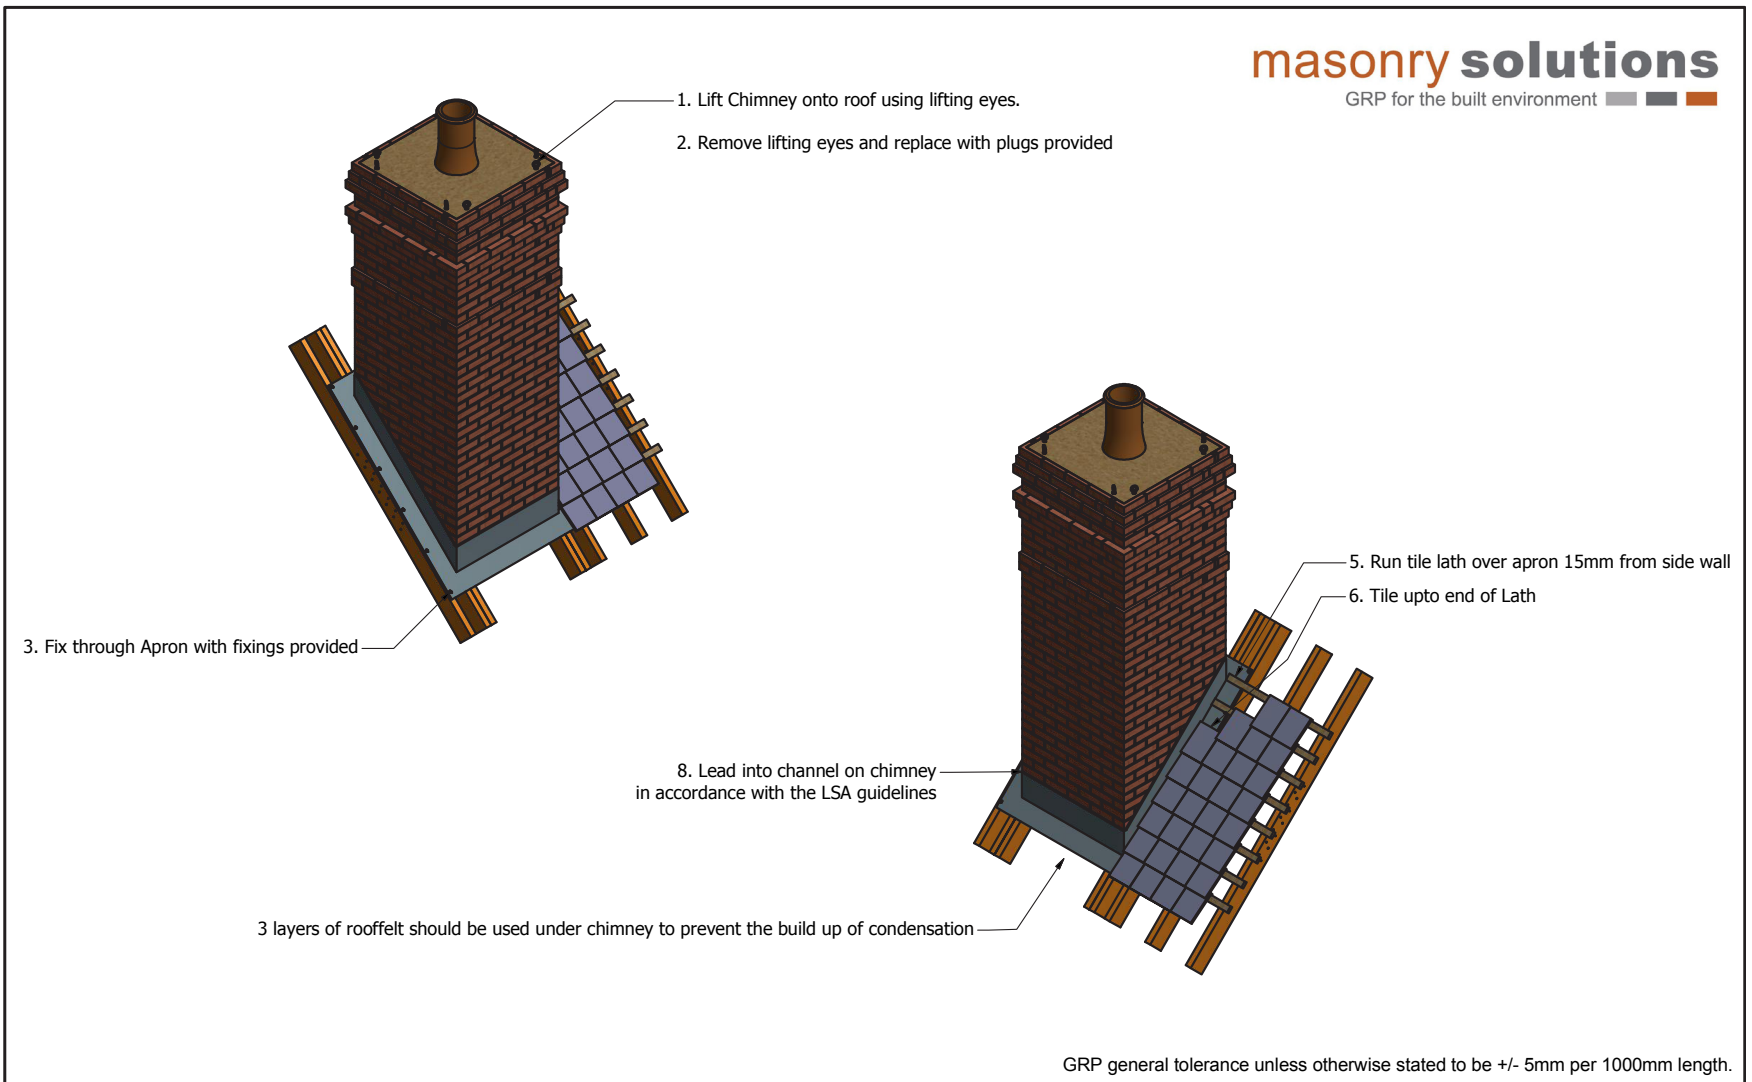 masonry solutions
GRP for the built environment
1. Lift Chimney onto roof using lifting eyes.
2. Remove lifting eyes and replace with plugs provided
3. Fix through Apron with fixings provided
5. Run tile lath over apron 15mm from side wall
6. Tile upto end of Lath
8. Lead into channel on chimney
in accordance with the LSA guidelines
3 layers of rooffelt should be used under chimney to prevent the build up of condensation
GRP general tolerance unless otherwise stated to be +/- 5mm per 1000mm length.